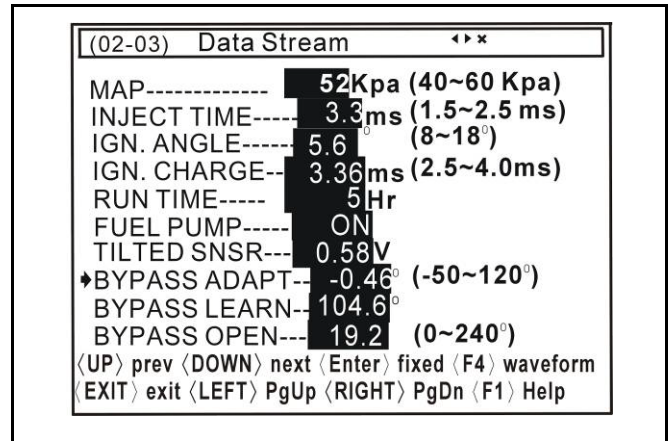 (02-03) Data Stream
MAP------------- 52Kpa (40~60 Kpa)
INJECT TIME----- 3.3ms (1.5~2.5 ms)
IGN. ANGLE----- 5.6° (8~18°)
IGN. CHARGE-- 3.36ms (2.5~4.0ms)
RUN TIME----- 5Hr
FUEL PUMP----- ON
TILTED SNSR--- 0.58V
BYPASS ADAPT-- -0.46° (-50~120°)
BYPASS LEARN-- 104.6°
BYPASS OPEN--- 19.2 (0~240°)
〈UP〉 prev 〈DOWN〉 next 〈Enter〉 fixed 〈F4〉 waveform
〈EXIT〉 exit 〈LEFT〉 PgUp 〈RIGHT〉 PgDn 〈F1〉 Help